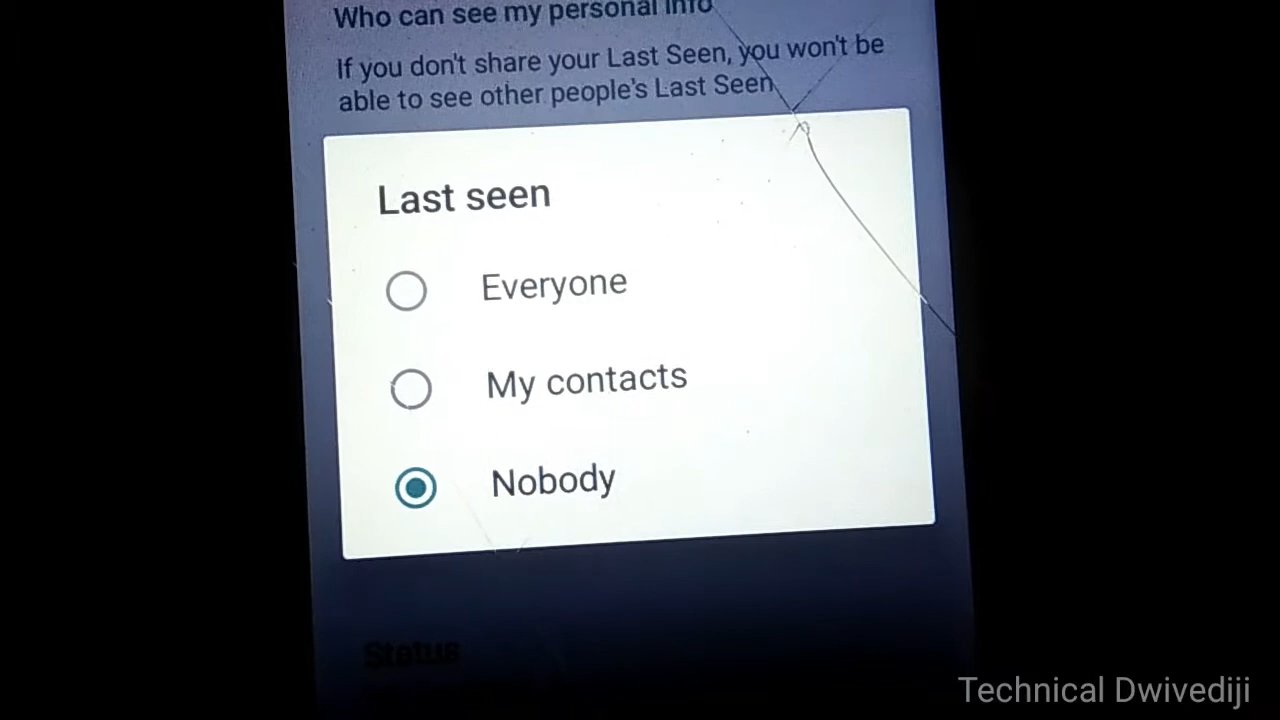 Who can see my personal info
If you don't share your Last Seen, you won't be
able to see other people's Last Seen
Last seen
Everyone
My contacts
Nobody
Status
Technical Dwivediji